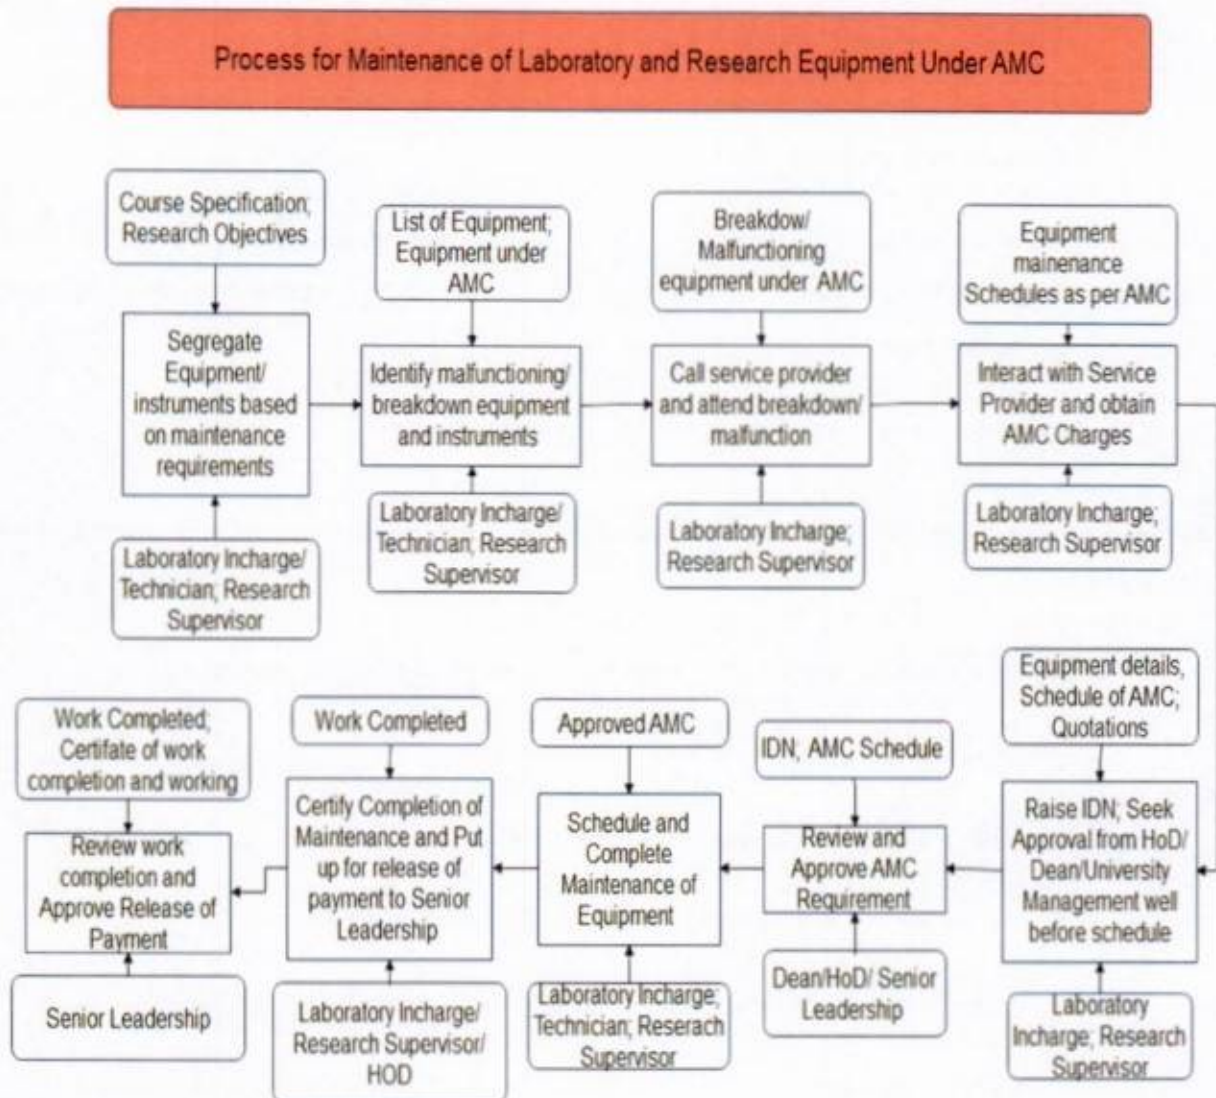 Process for Maintenance of Laboratory and Research Equipment Under AMC
Course Specification;
Research Objectives
List of Equipment;
Equipment under
AMC
Breakdow/
Malfunctioning
equipment under AMC
Equipment
mainenance
Schedules as per AMC
Segregate
Equipment/
instruments based
on maintenance
requirements
Identify malfunctioning/
breakdown equipment
and instruments
Call service provider
and attend breakdown/
malfunction
Interact with Service
Provider and obtain
AMC Charges
Laboratory Incharge/
Technician; Research
Supervisor
Laboratory Incharge/
Technician; Research
Supervisor
Laboratory Incharge;
Research Supervisor
Laboratory Incharge;
Research Supervisor
Work Completed;
Certifate of work
completion and working
Work Completed
Approved AMC
IDN; AMC Schedule
Equipment details,
Schedule of AMC;
Quotations
Review work
completion and
Approve Release of
Payment
Certify Completion of
Maintenance and Put
up for release of
payment to Senior
Leadership
Schedule and
Complete
Maintenance of
Equipment
Review and
Approve AMC
Requirement
Raise IDN; Seek
Approval from HoD/
Dean/University
Management well
before schedule
Senior Leadership
Laboratory Incharge/
Research Supervisor/
HOD
Laboratory Incharge;
Technician; Reserach
Supervisor
Dean/HoD/ Senior
Leadership
Laboratory
Incharge; Research
Supervisor